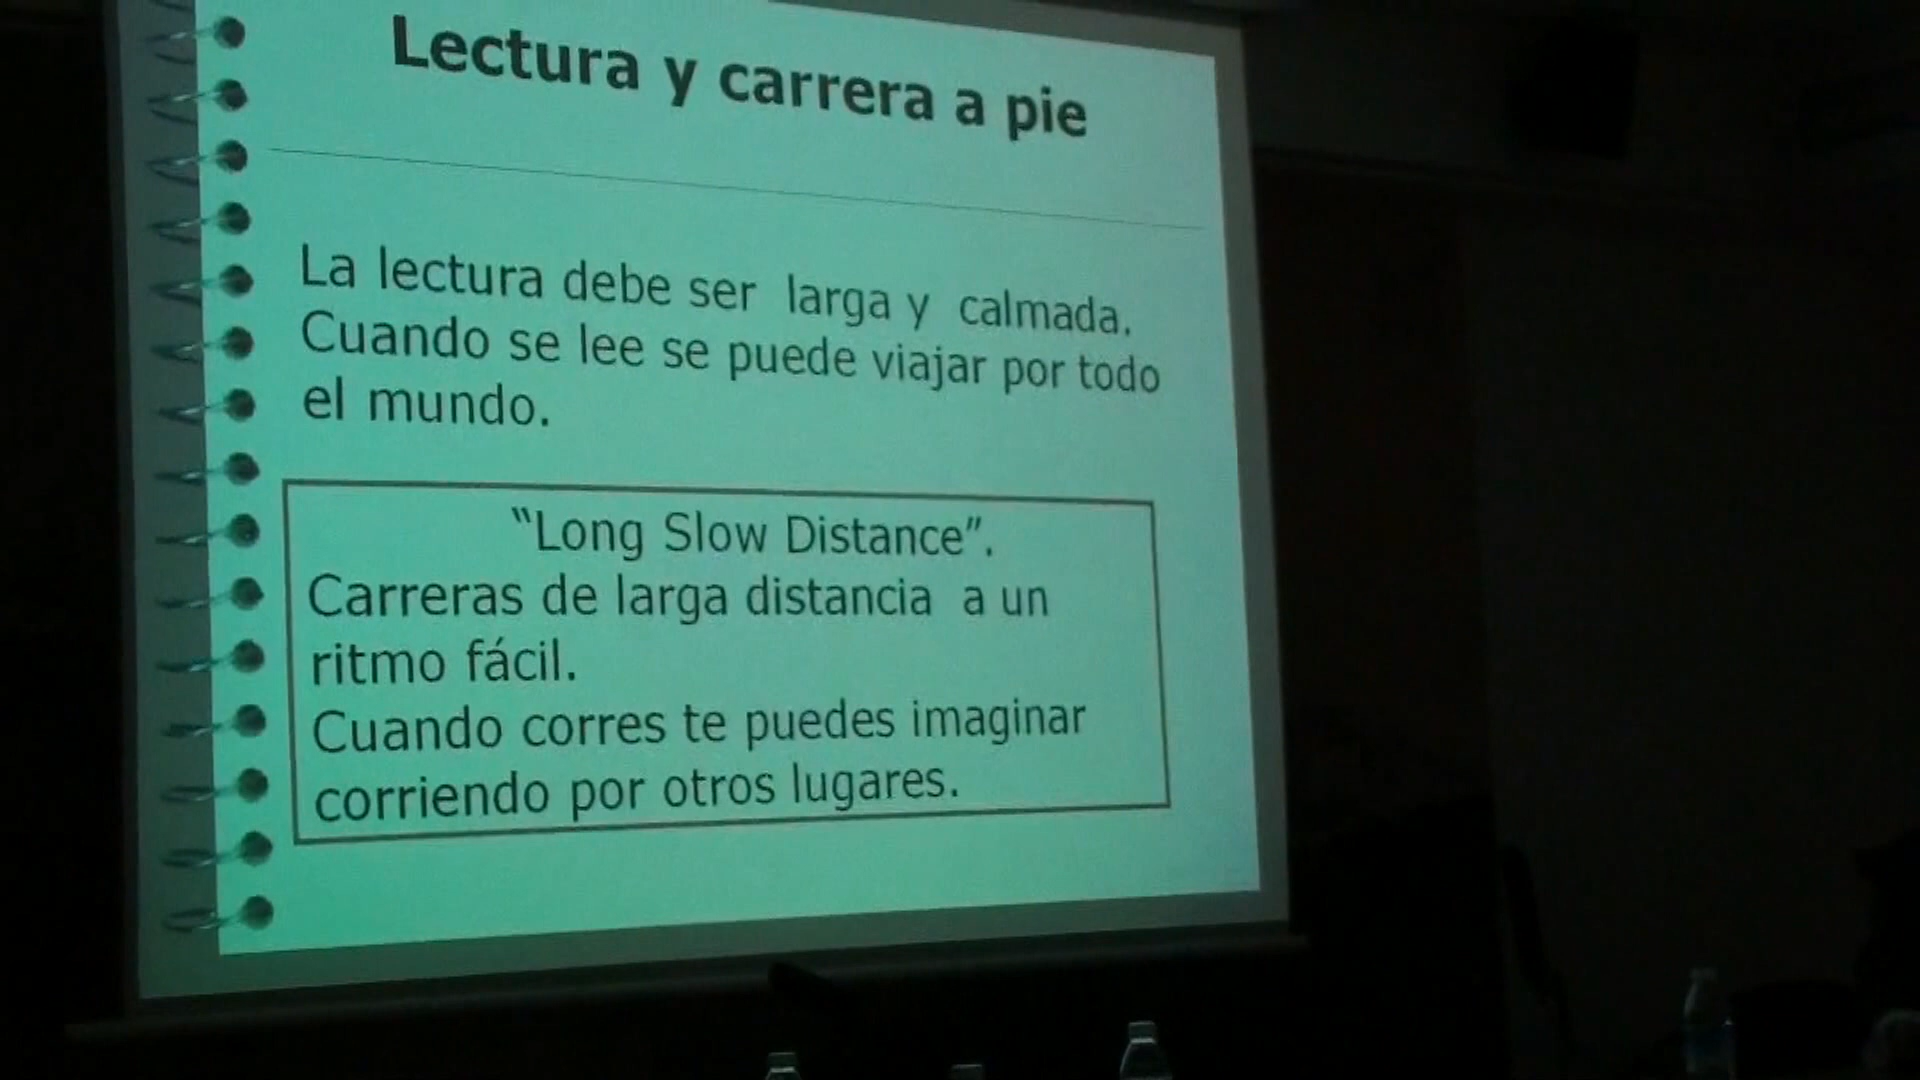 Lectura y carrera a pie
La lectura debe ser larga y calmada.
Cuando se lee se puede viajar por todo
el mundo.
“Long Slow Distance”.
Carreras de larga distancia a un
ritmo fácil.
Cuando corres te puedes imaginar
corriendo por otros lugares.